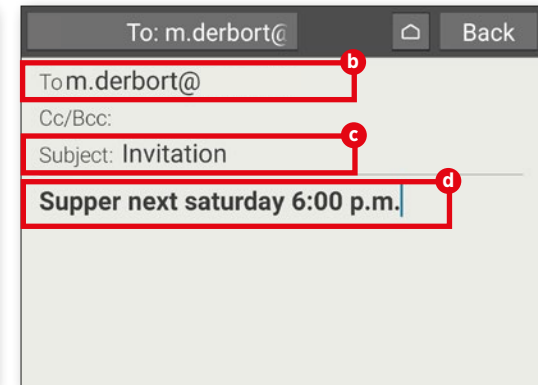 To: m.derbort@ Back
b
To m.derbort@
Cc/Bcc:
c
Subject: Invitation
d
Supper next saturday 6:00 p.m.